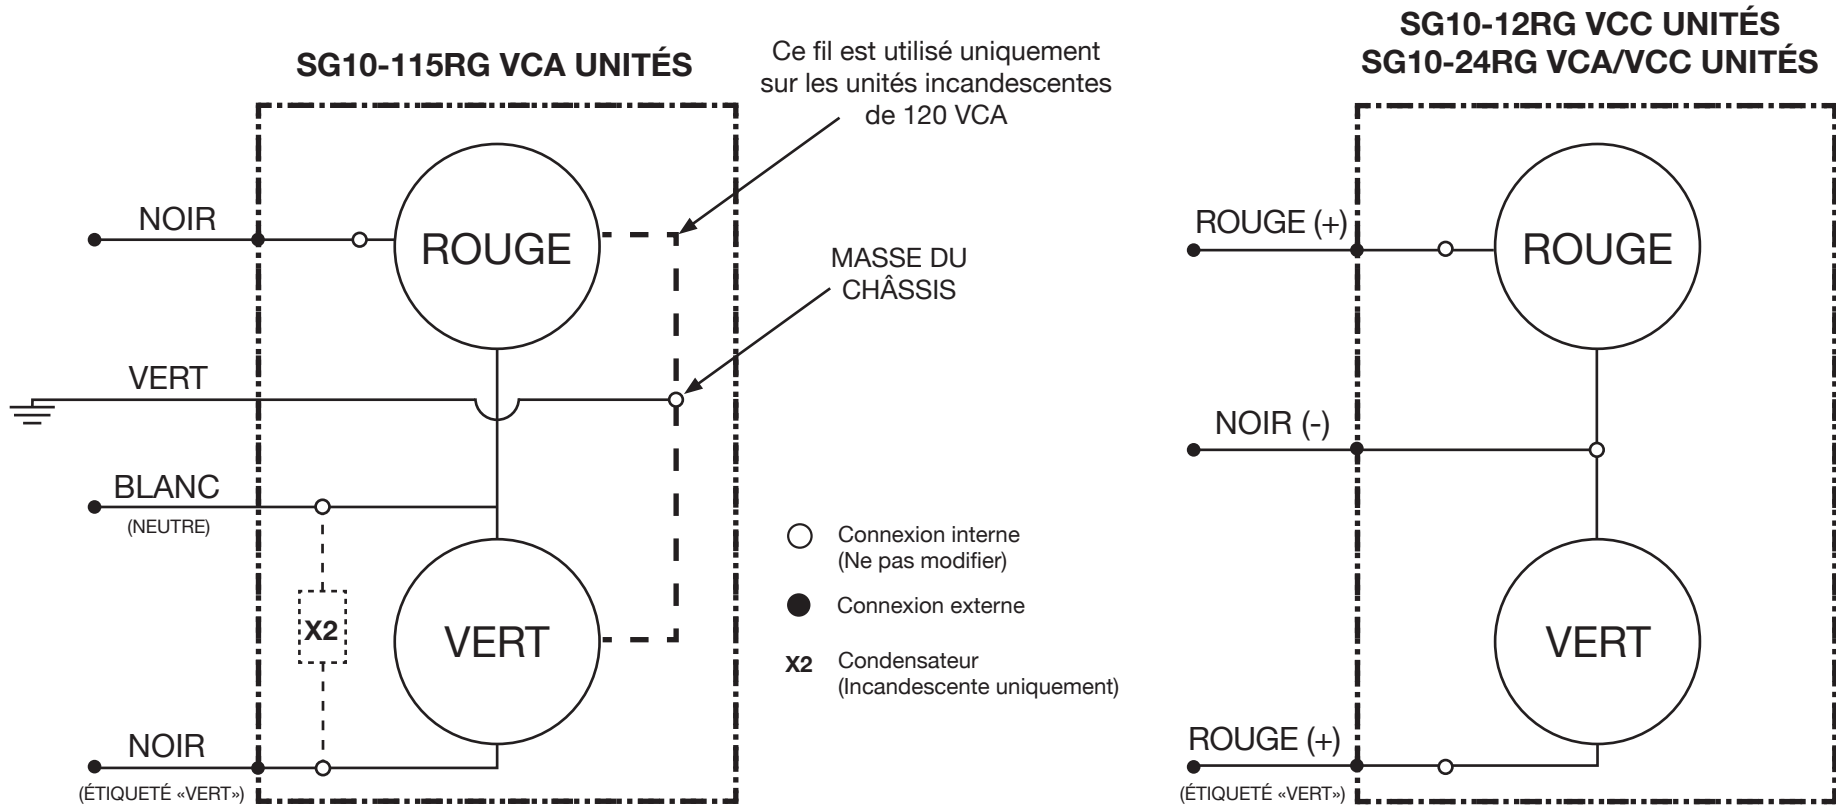 SG10-115RG VCA UNITÉS
Ce fil est utilisé uniquement
sur les unités incandescentes
de 120 VCA
NOIR
ROUGE
MASSE DU
CHÂSSIS
VERT
BLANC
(NEUTRE)
X2
VERT
NOIR
(ÉTIQUETÉ «VERT»)
Connexion interne
(Ne pas modifier)
Connexion externe
X2 Condensateur
(Incandescente uniquement)
SG10-12RG VCC UNITÉS
SG10-24RG VCA/VCC UNITÉS
ROUGE (+)
ROUGE
NOIR (-)
VERT
ROUGE (+)
(ÉTIQUETÉ «VERT»)